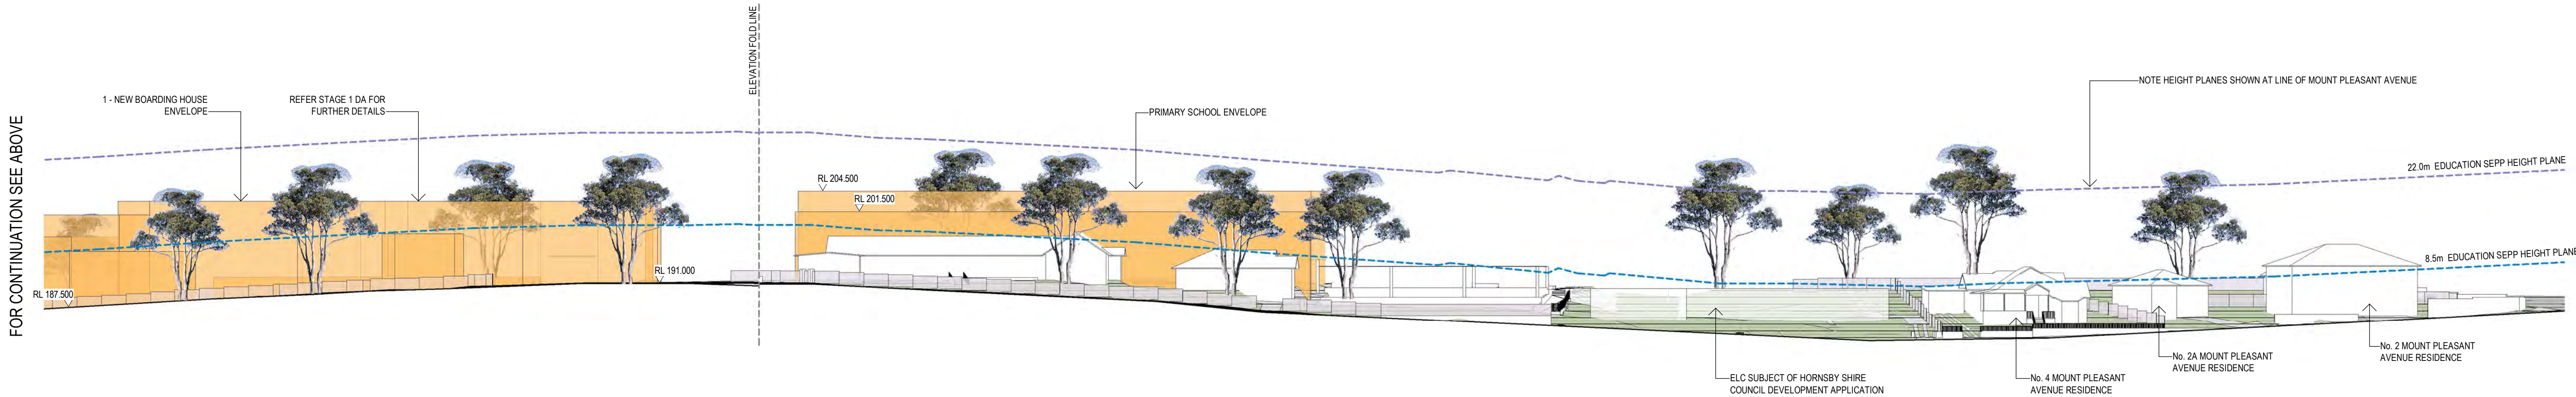 FOR CONTINUATION SEE ABOVE
1 - NEW BOARDING HOUSE
ENVELOPE
REFER STAGE 1 DA FOR
FURTHER DETAILS
ELEVATION FOLD LINE
PRIMARY SCHOOL ENVELOPE
NOTE HEIGHT PLANES SHOWN AT LINE OF MOUNT PLEASANT AVENUE
22.0m EDUCATION SEPP HEIGHT PLANE
RL 204.500
RL 201.500
8.5m EDUCATION SEPP HEIGHT PLANE
RL 191.000
RL 187.500
ELC SUBJECT OF HORNSBY SHIRE
COUNCIL DEVELOPMENT APPLICATION
No. 4 MOUNT PLEASANT
AVENUE RESIDENCE
No. 2A MOUNT PLEASANT
AVENUE RESIDENCE
No. 2 MOUNT PLEASANT
AVENUE RESIDENCE